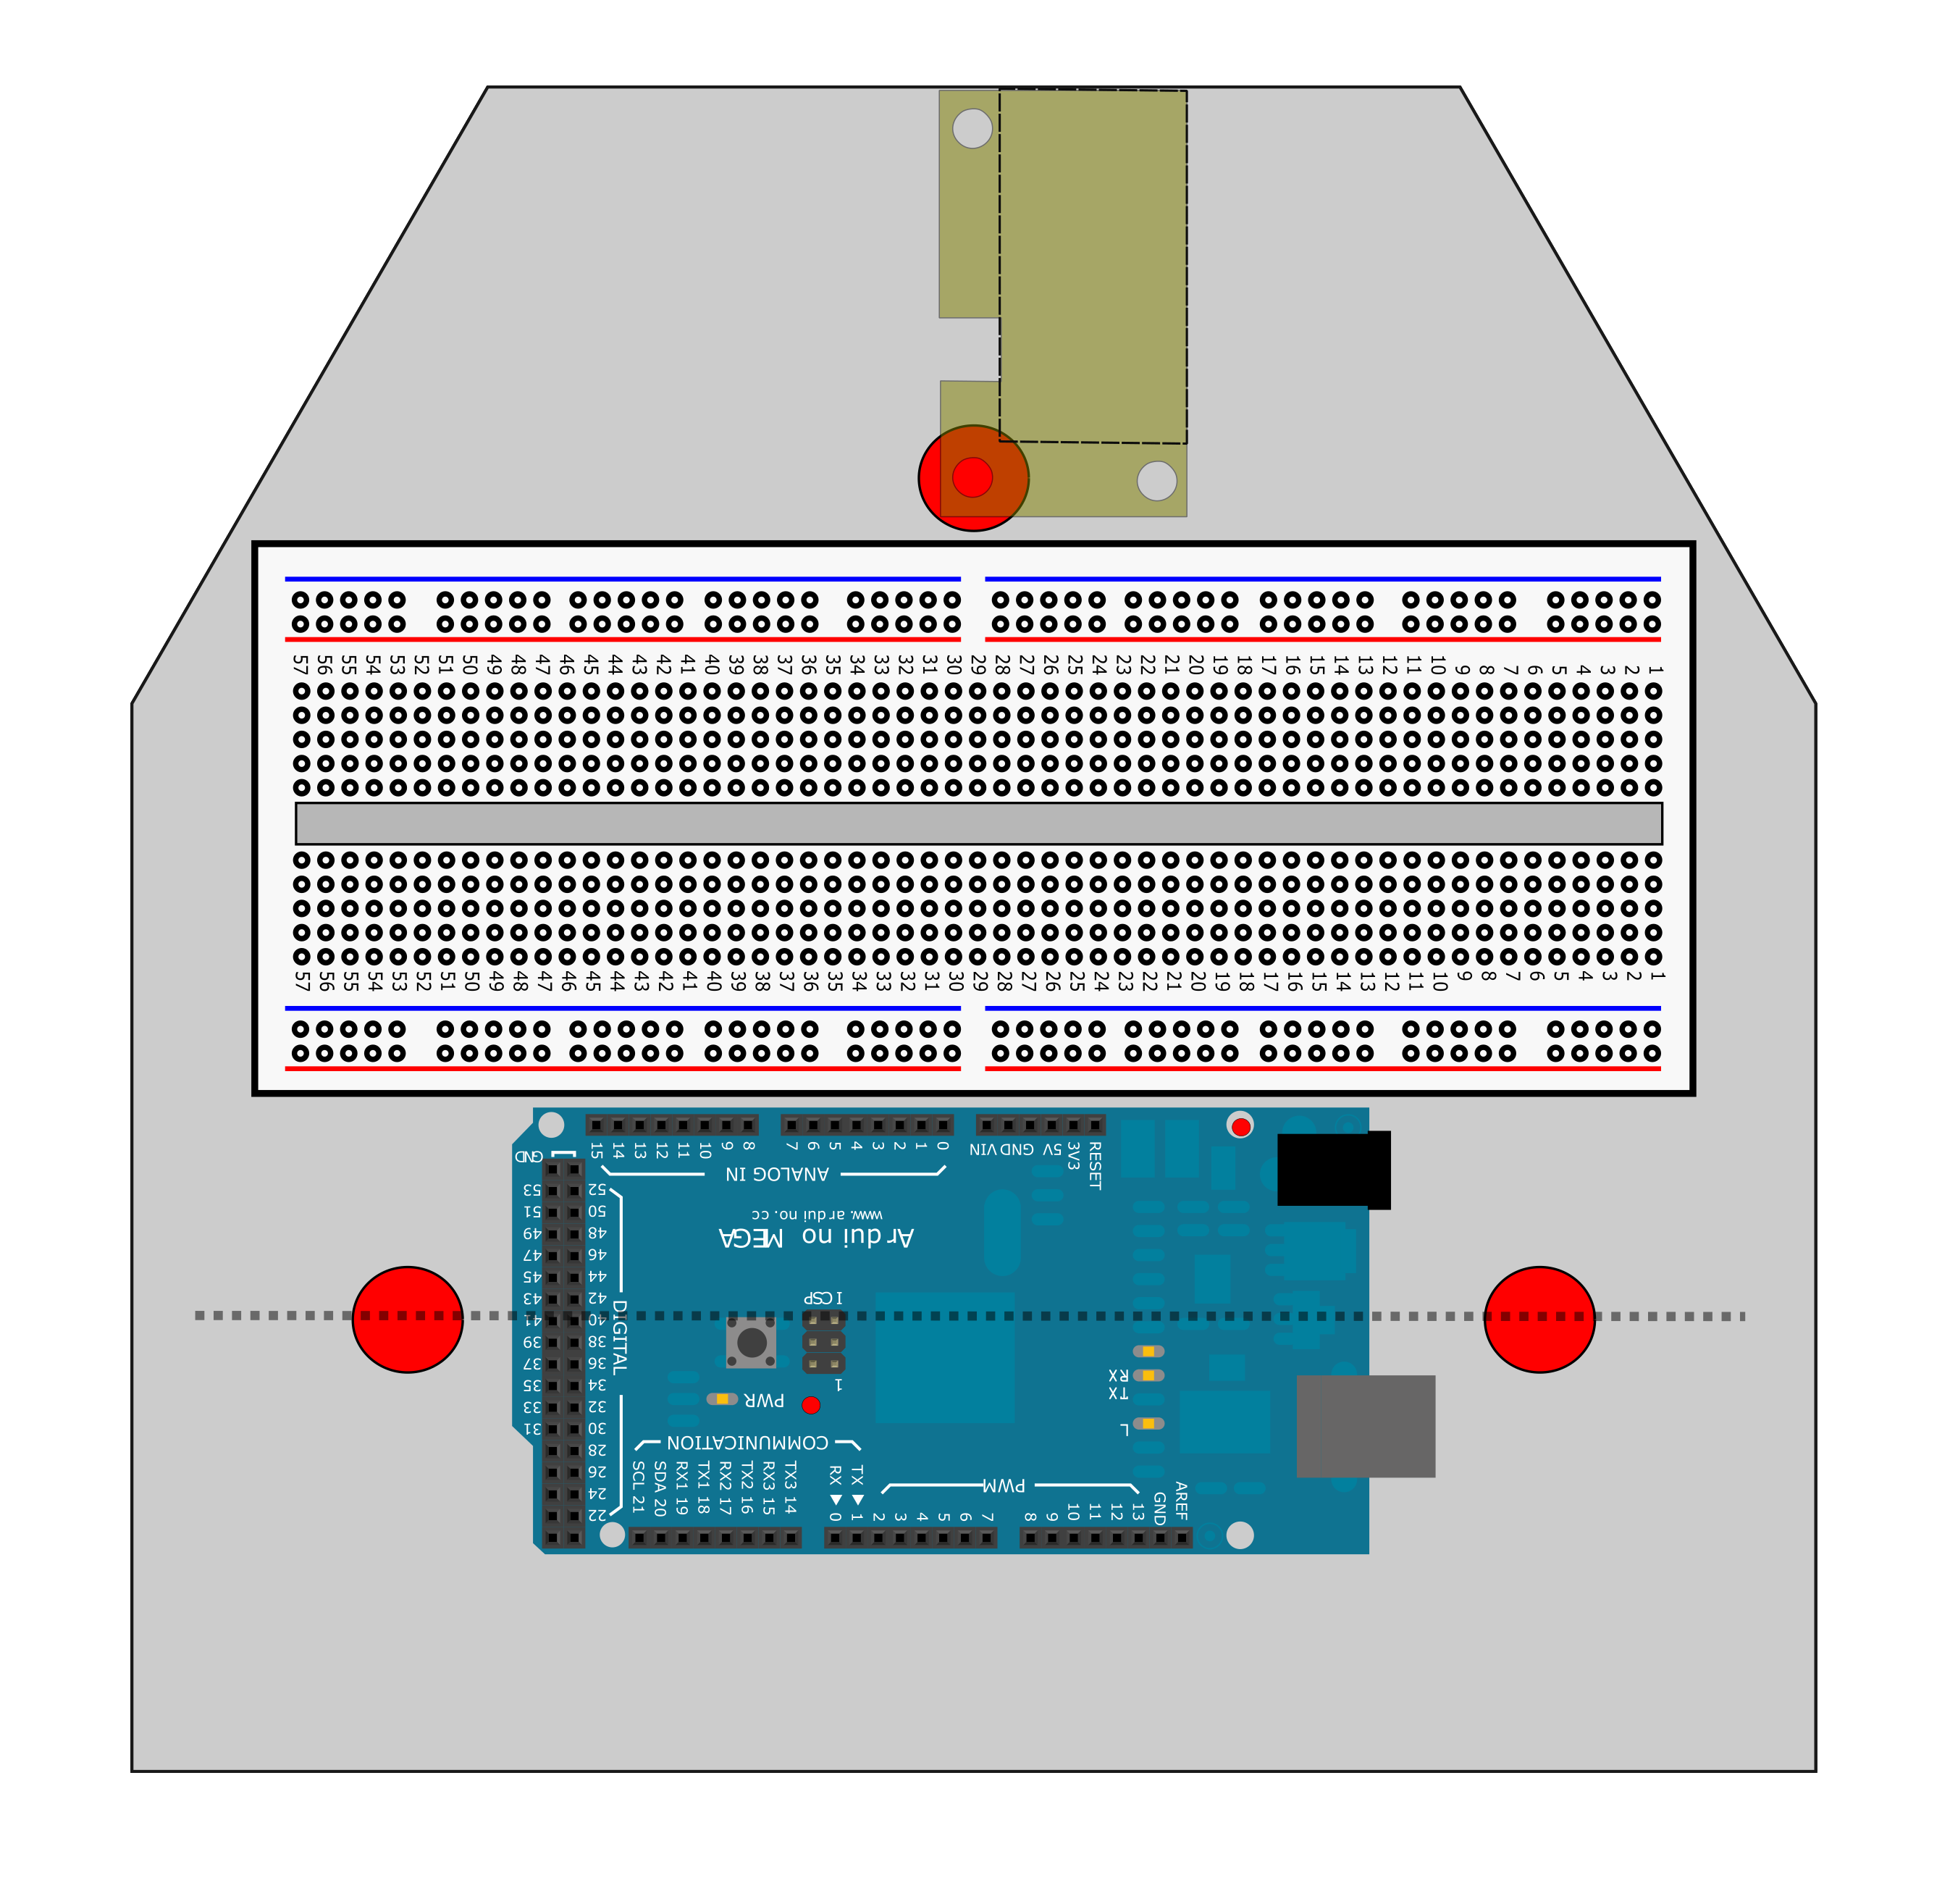 57 56 55 54 53 52 51 50 49 48 47 46 45 44 43 42 41 40 39 38 37 36 35 34 33 32 31 30 29 28 27 26 25 24 23 22 21 20 19 18 17 16 15 14 13 12 11 10 9 8 7 6 5 4 3 2 1
57 56 55 54 53 52 51 50 49 48 47 46 45 44 43 42 41 40 39 38 37 36 35 34 33 32 31 30 29 28 27 26 25 24 23 22 21 20 19 18 17 16 15 14 13 12 11 10 9 8 7 6 5 4 3 2 1
15 14 13 12 11 10 9 8 7 6 5 4 3 2 1 0 VIN GND 5V 3V3 RESET
GND
ANALOG IN
53 52
51 50
49 48
47 46
45 44
43 42
41 40
39 38
37 36
35 34
33 32
31 30
28
26
24
22
DIGITAL
www.arduino.cc
Arduino MEGA
ICSP
1
PWR
RX
TX
L
COMMUNICATION
PWM
SCL 21
SDA 20
RX1 19
TX1 18
RX2 17
TX2 16
RX3 15
TX3 14
RX 0
TX 1
2 3 4 5 6 7 8 9 10 11 12 13 GND AREF